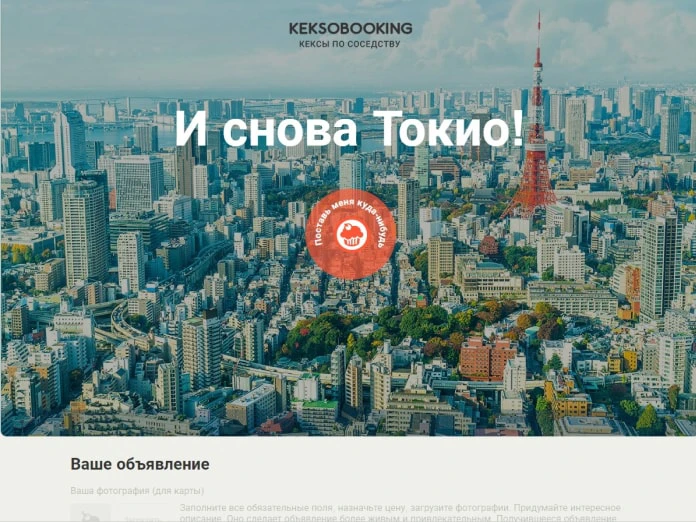 KEKSOBOOKING
КЕКСЫ ПО СОСЕДСТВУ
И снова Токио!
Поставь меня куда-нибудь
Ваше объявление
Ваша фотография (для карты)
Заполните все обязательные поля, назначьте цену, загрузите фотографии. Придумайте интересное
описание. Оно сделает объявление более живым и привлекательным. Получившееся объявление